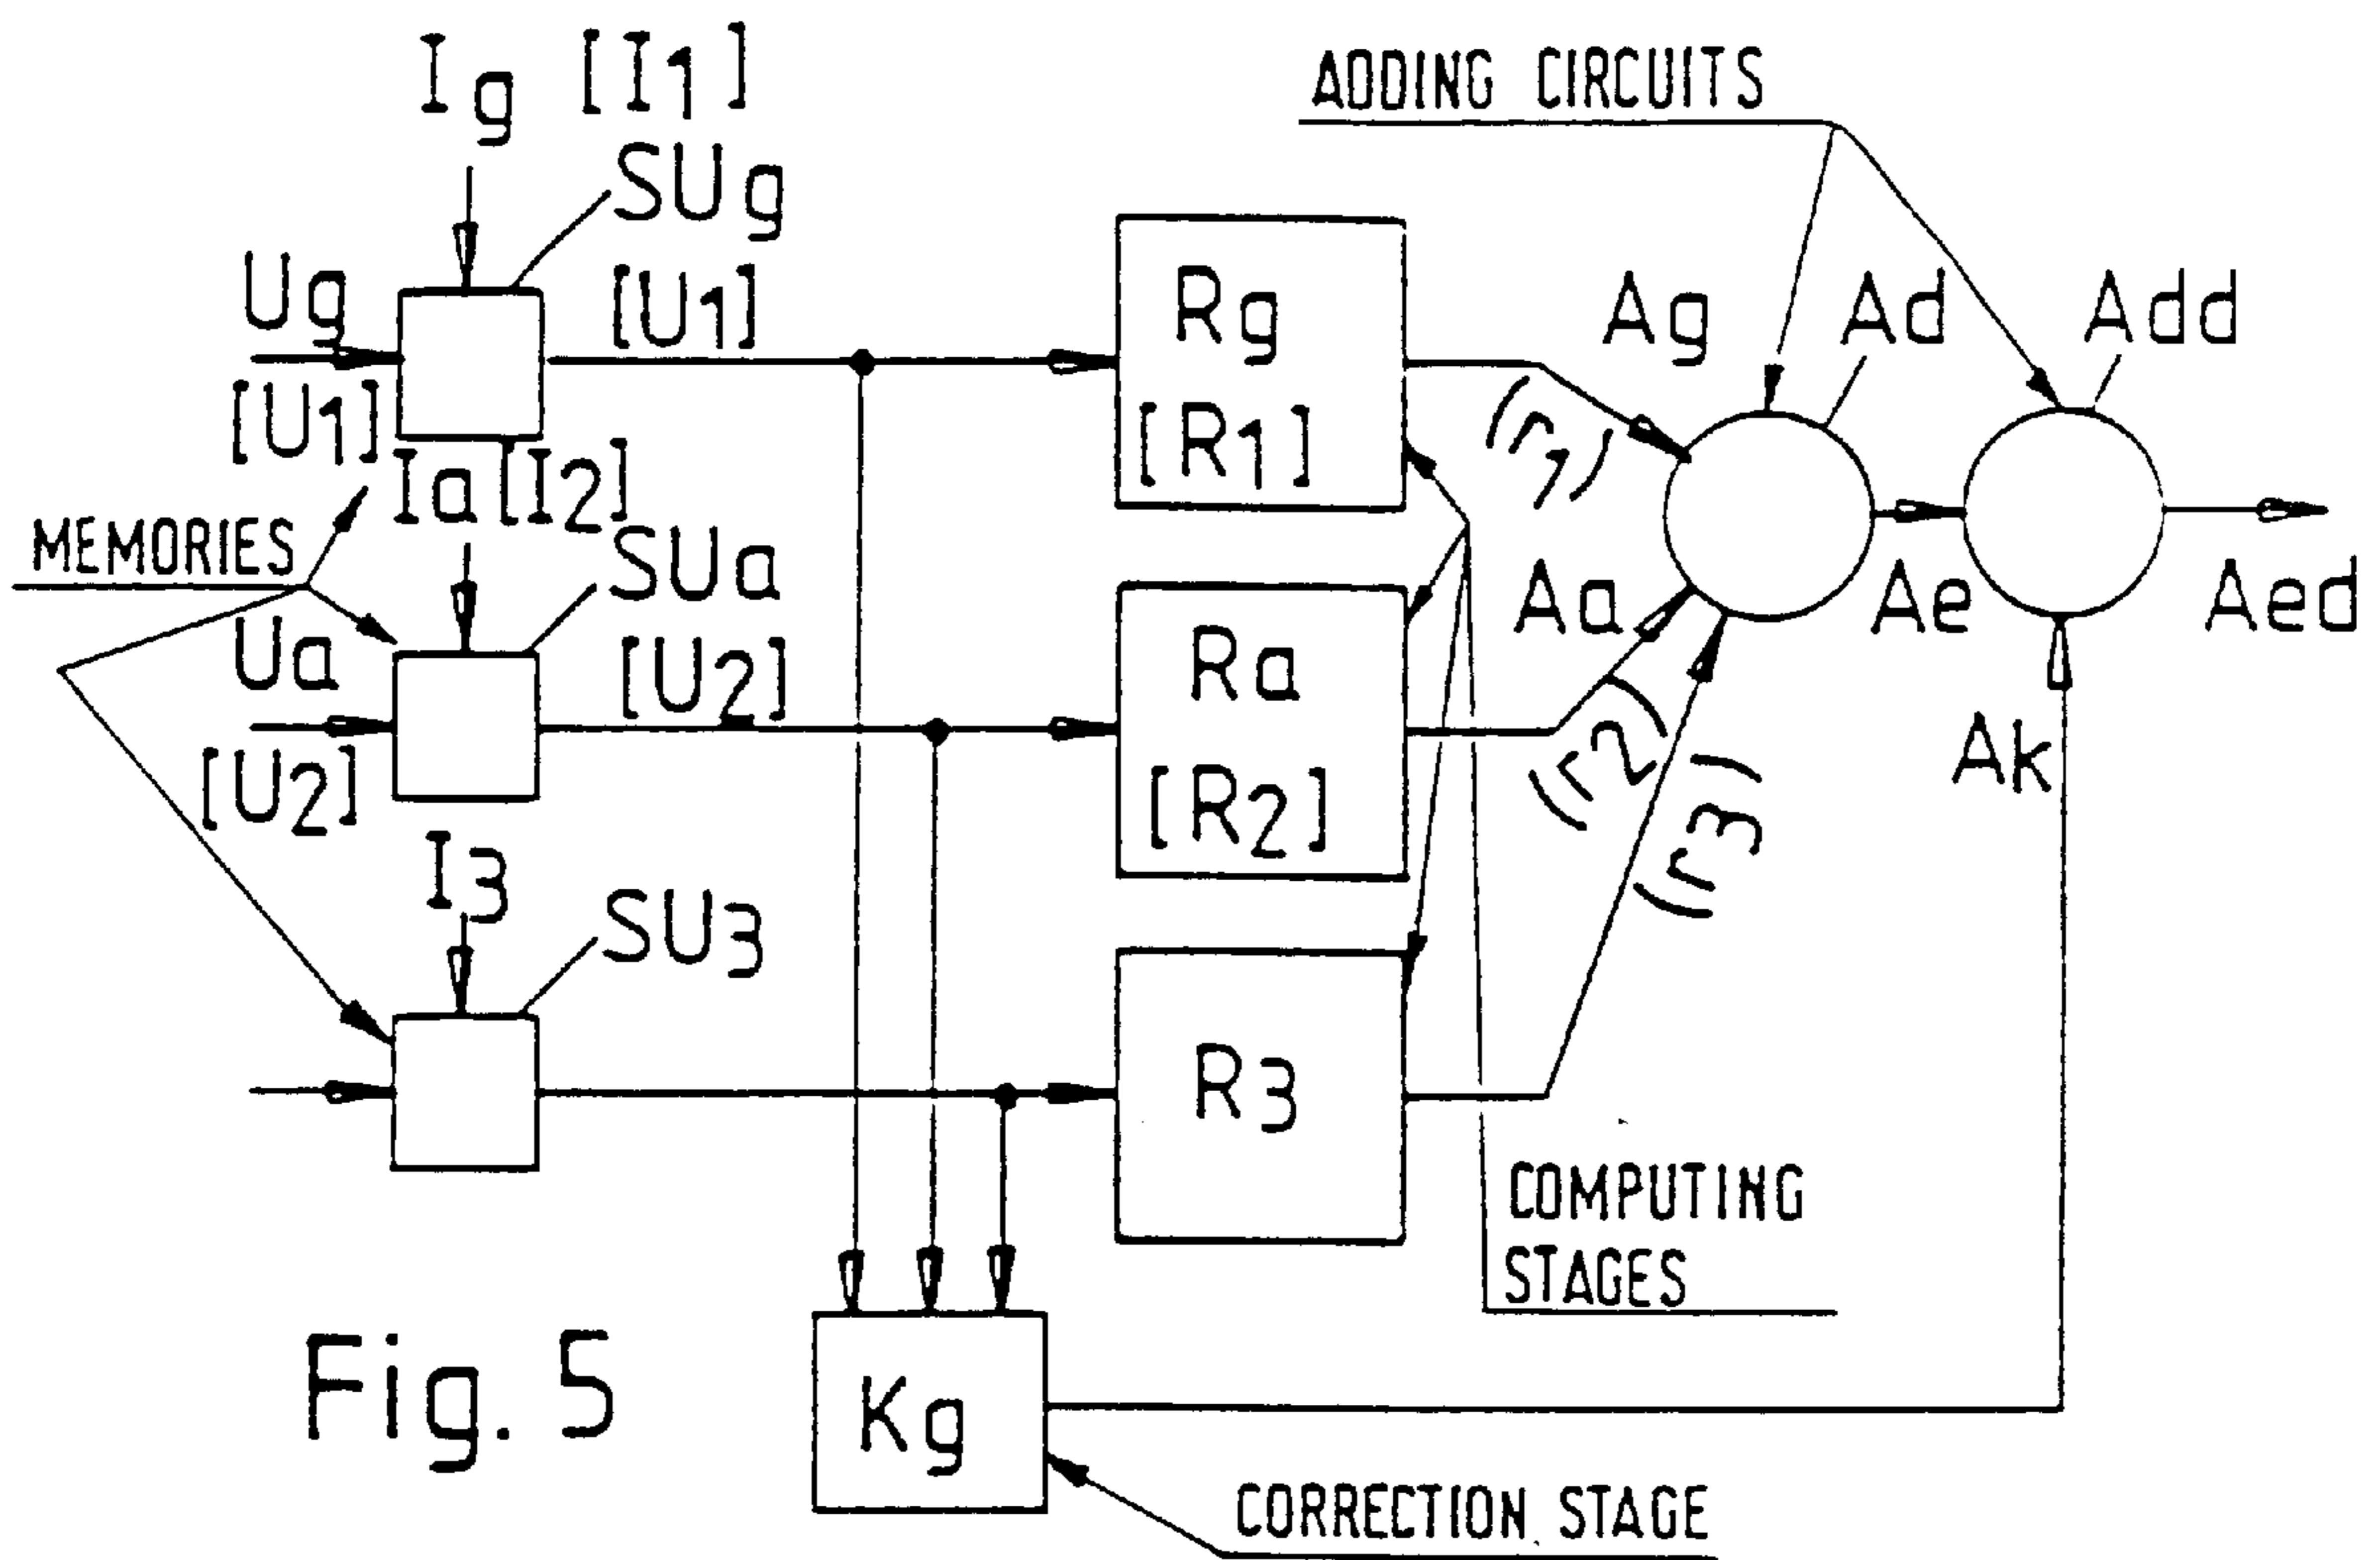 Ig [I1]
ADDING CIRCUITS
SUg
Ug
[U1]
[U1]
Rg
[R1]
Ag
Ad
Add
(r1)
Ia [I2]
MEMORIES
SUa
Ua
[U2]
[U2]
Ra
[R2]
Aa
Ae
Aed
(r2)
(r3)
Ak
I3
SU3
R3
COMPUTING
STAGES
Kg
Fig. 5
CORRECTION STAGE